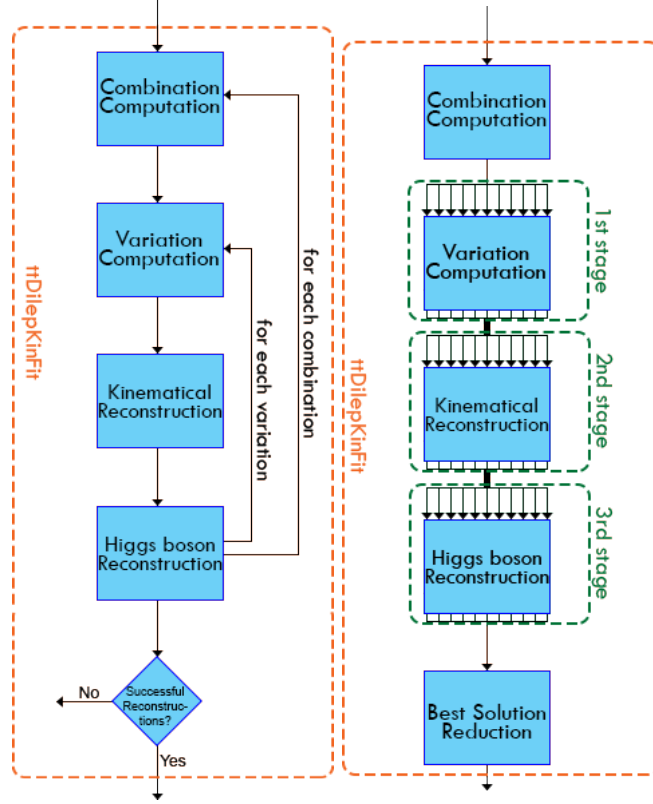 Combination
Computation
Variation
Computation
Kinematical
Reconstruction
Higgs boson
Reconstruction
Successful
Reconstruc-
tions?
No
Yes
for each variation
for each combination
ttDilepKinFit
Combination
Computation
Variation
Computation
1st stage
Kinematical
Reconstruction
2nd stage
Higgs boson
Reconstruction
3rd stage
Best Solution
Reduction
ttDilepKinFit